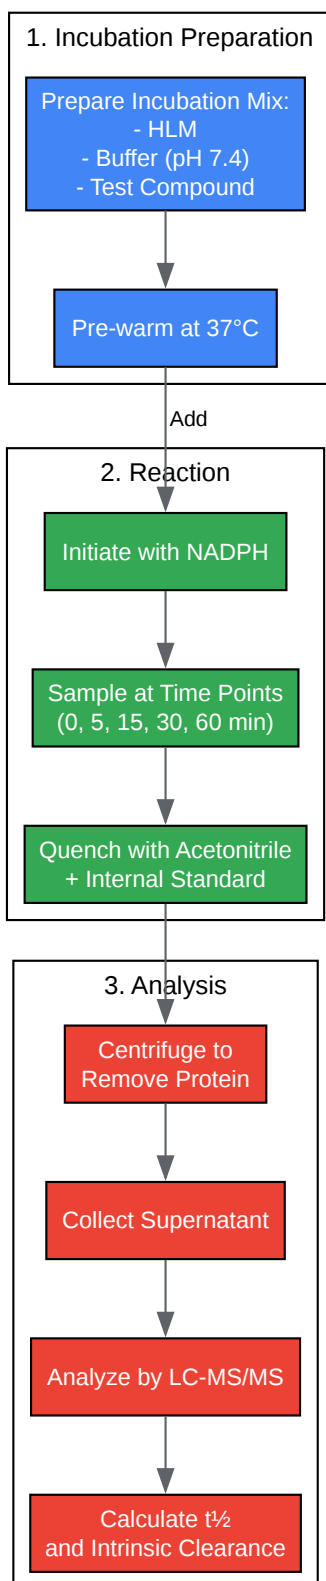 1. Incubation Preparation
Prepare Incubation Mix:
- HLM
- Buffer (pH 7.4)
- Test Compound
Pre-warm at 37°C
Add
2. Reaction
Initiate with NADPH
Sample at Time Points
(0, 5, 15, 30, 60 min)
Quench with Acetonitrile
+ Internal Standard
3. Analysis
Centrifuge to
Remove Protein
Collect Supernatant
Analyze by LC-MS/MS
Calculate t½
and Intrinsic Clearance